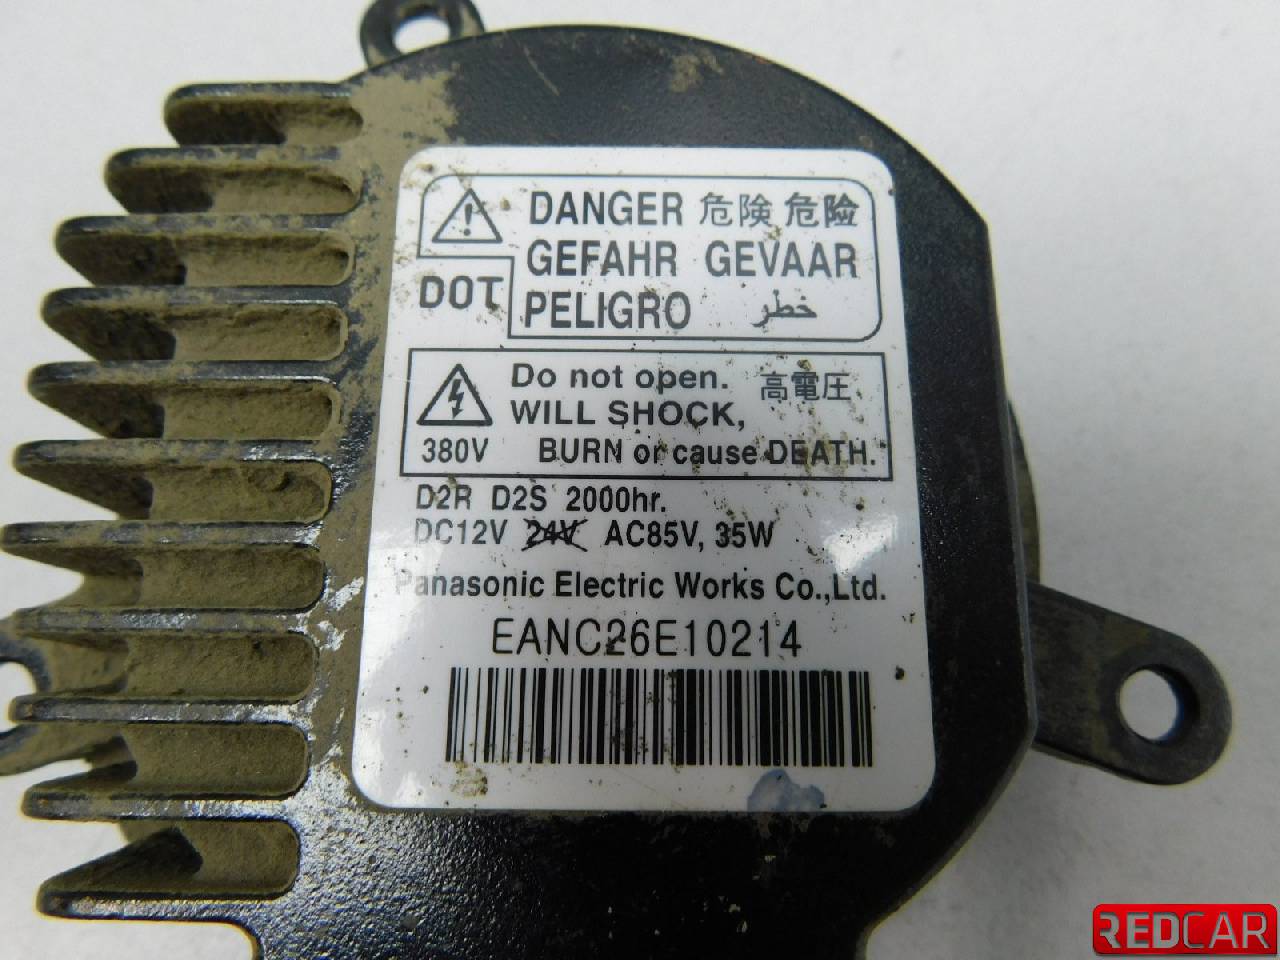 DANGER 危険 危险
GEFAHR GEVAAR
DOT PELIGRO خطر
Do not open. 高電圧
WILL SHOCK,
380V BURN or cause DEATH.
D2R D2S 2000hr.
DC12V 24V AC85V, 35W
Panasonic Electric Works Co.,Ltd.
EANC26E10214
REDCAR